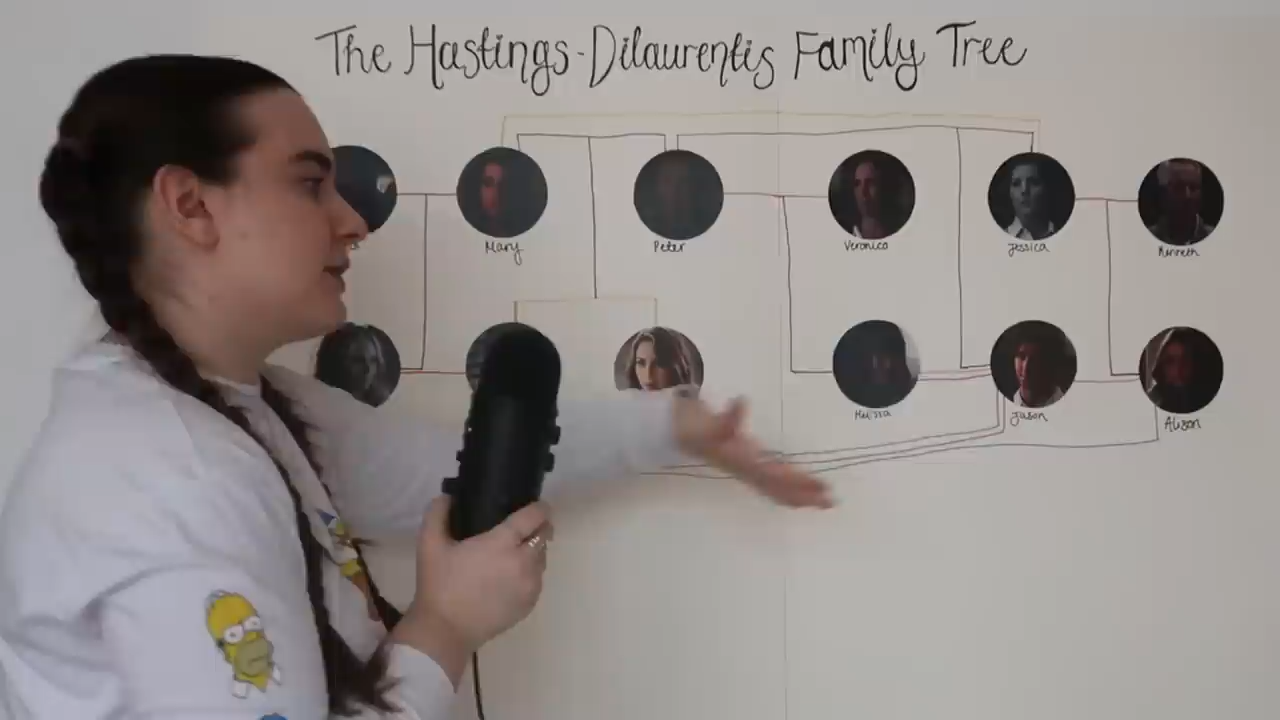 The Hastings-Dilaurentis Family Tree
Mary Peter Veronica Jessica Kenneth
Melissa Jason Alison